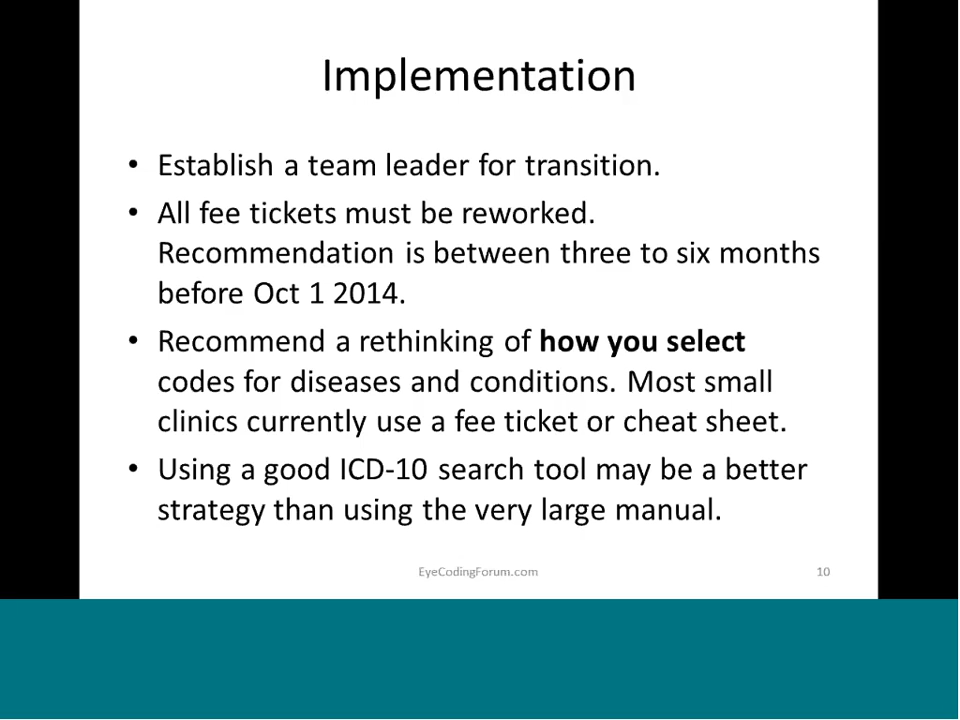 Implementation
• Establish a team leader for transition.
• All fee tickets must be reworked.
Recommendation is between three to six months
before Oct 1 2014.
• Recommend a rethinking of how you select
codes for diseases and conditions. Most small
clinics currently use a fee ticket or cheat sheet.
• Using a good ICD-10 search tool may be a better
strategy than using the very large manual.
EyeCodingForum.com
10